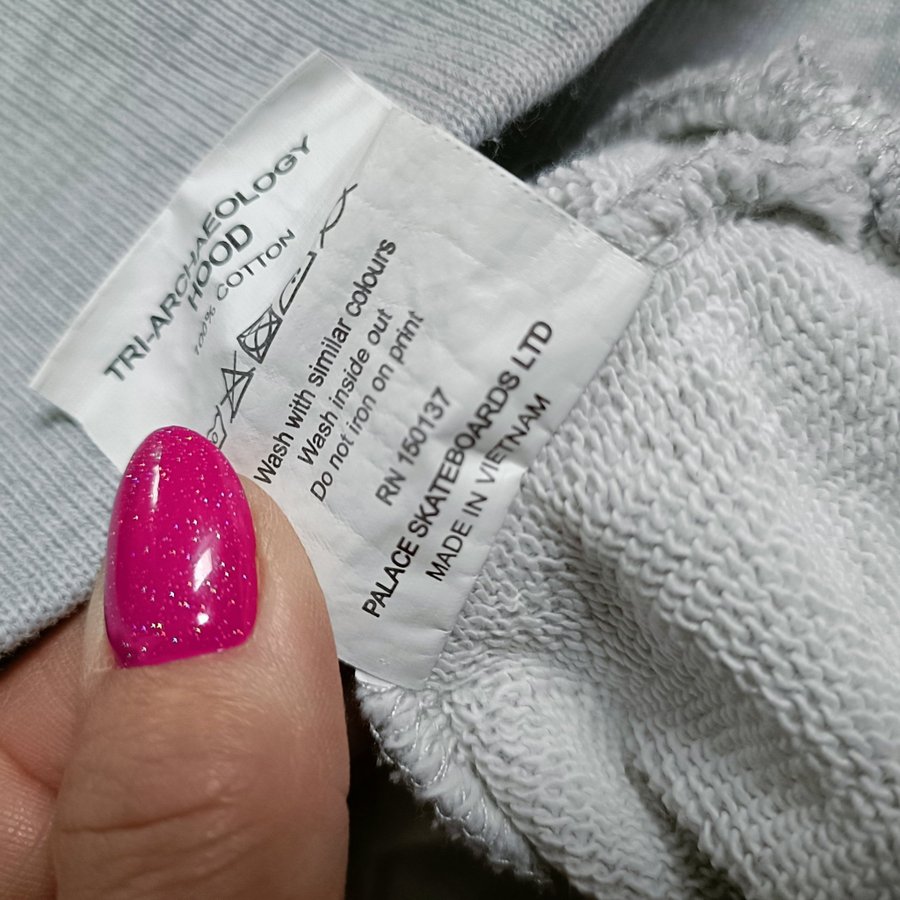 TRI-ARCHAEOLOGY
HOOD
100% COTTON
Wash with similar colours
Wash inside out
Do not iron on print
RN 150137
PALACE SKATEBOARDS LTD
MADE IN VIETNAM